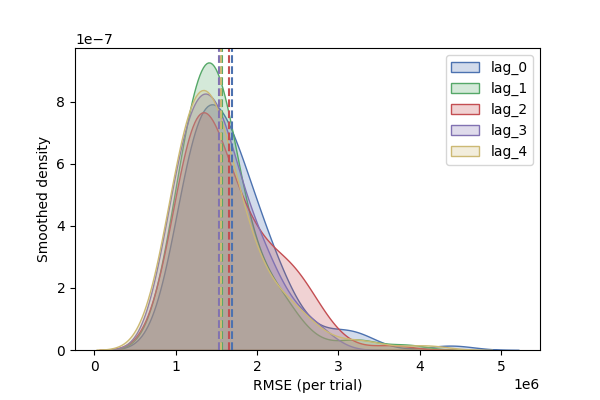 1e−7
8
6
4
2
0
Smoothed density
lag_0
lag_1
lag_2
lag_3
lag_4
0 1 2 3 4 5
1e6
RMSE (per trial)